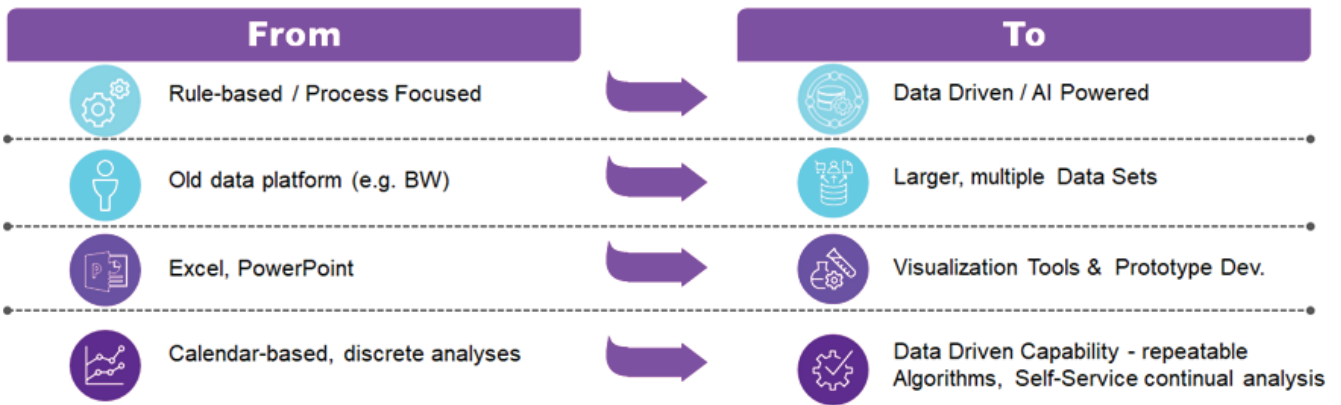 From
To
Rule-based / Process Focused
Data Driven / AI Powered
Old data platform (e.g. BW)
Larger, multiple Data Sets
P
Excel, PowerPoint
Visualization Tools & Prototype Dev.
Calendar-based, discrete analyses
Data Driven Capability - repeatable
Algorithms, Self-Service continual analysis